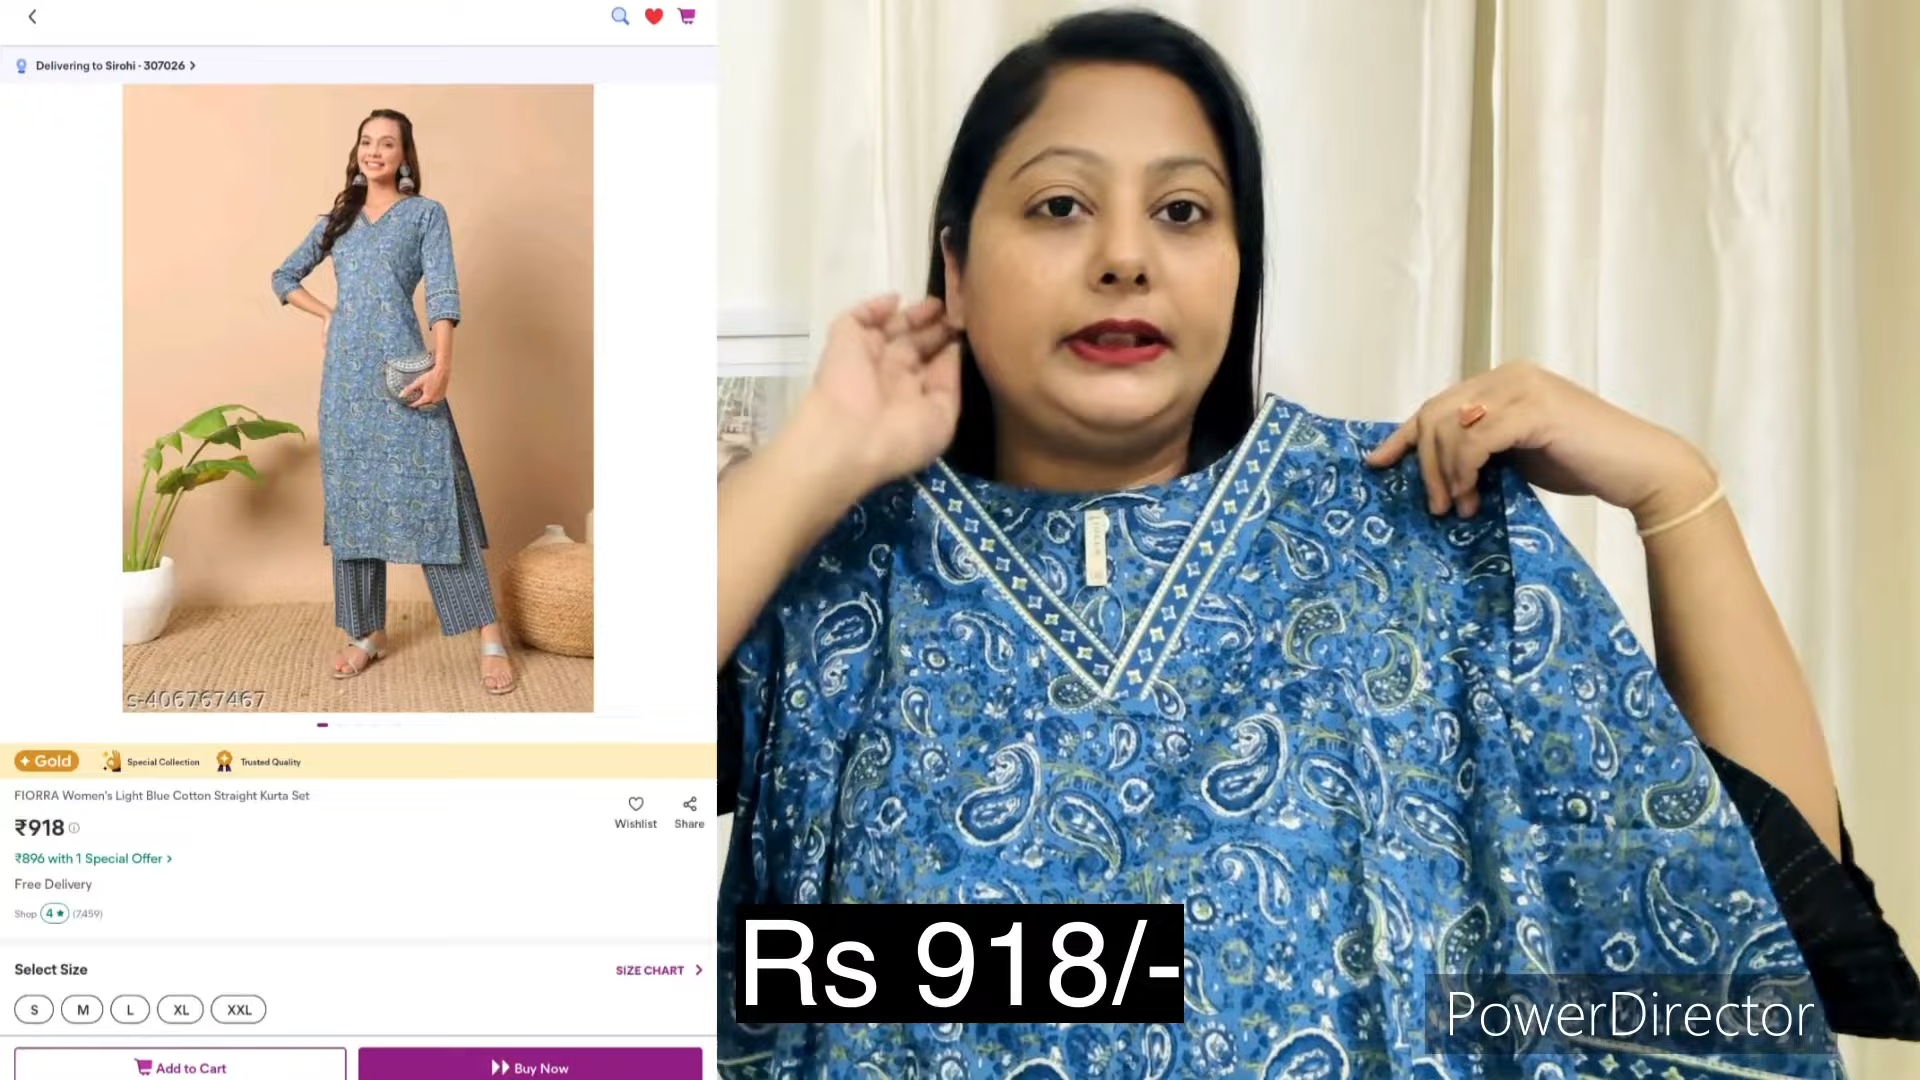 Delivering to Sirohi - 307026
s-406767467
Gold
Special Collection
Trusted Quality
FIORRA Women's Light Blue Cotton Straight Kurta Set
₹918
Wishlist
Share
₹896 with 1 Special Offer
Free Delivery
Shop 4 ★ (7,459)
Select Size
SIZE CHART
S
M
L
XL
XXL
Add to Cart
Buy Now
Rs 918/-
PowerDirector